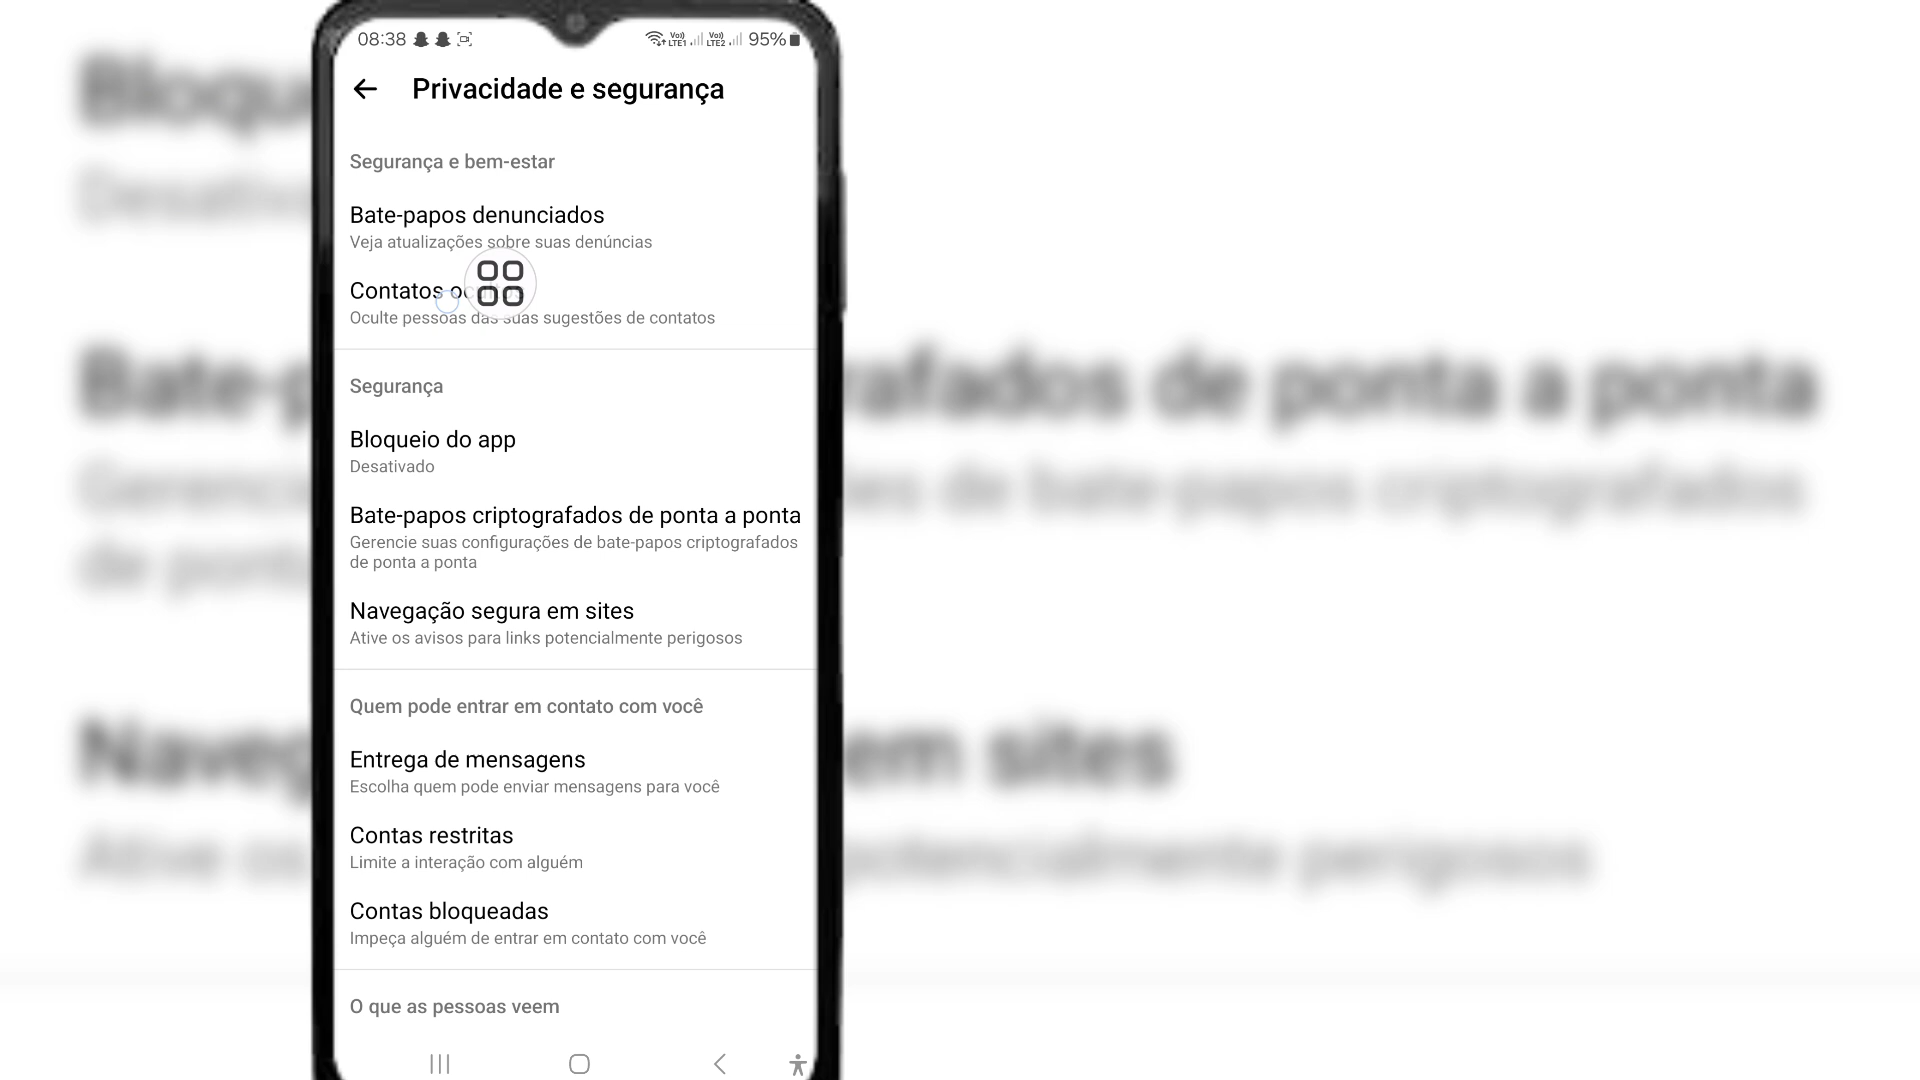 08:38
Vo))
LTE1
Vo))
LTE2
95%
Privacidade e segurança
Segurança e bem-estar
Bate-papos denunciados
Veja atualizações sobre suas denúncias
Contatos
Oculte pessoas das suas sugestões de contatos
Segurança
Bloqueio do app
Desativado
Bate-papos criptografados de ponta a ponta
Gerencie suas configurações de bate-papos criptografados
de ponta a ponta
Navegação segura em sites
Ative os avisos para links potencialmente perigosos
Quem pode entrar em contato com você
Entrega de mensagens
Escolha quem pode enviar mensagens para você
Contas restritas
Limite a interação com alguém
Contas bloqueadas
Impeça alguém de entrar em contato com você
O que as pessoas veem